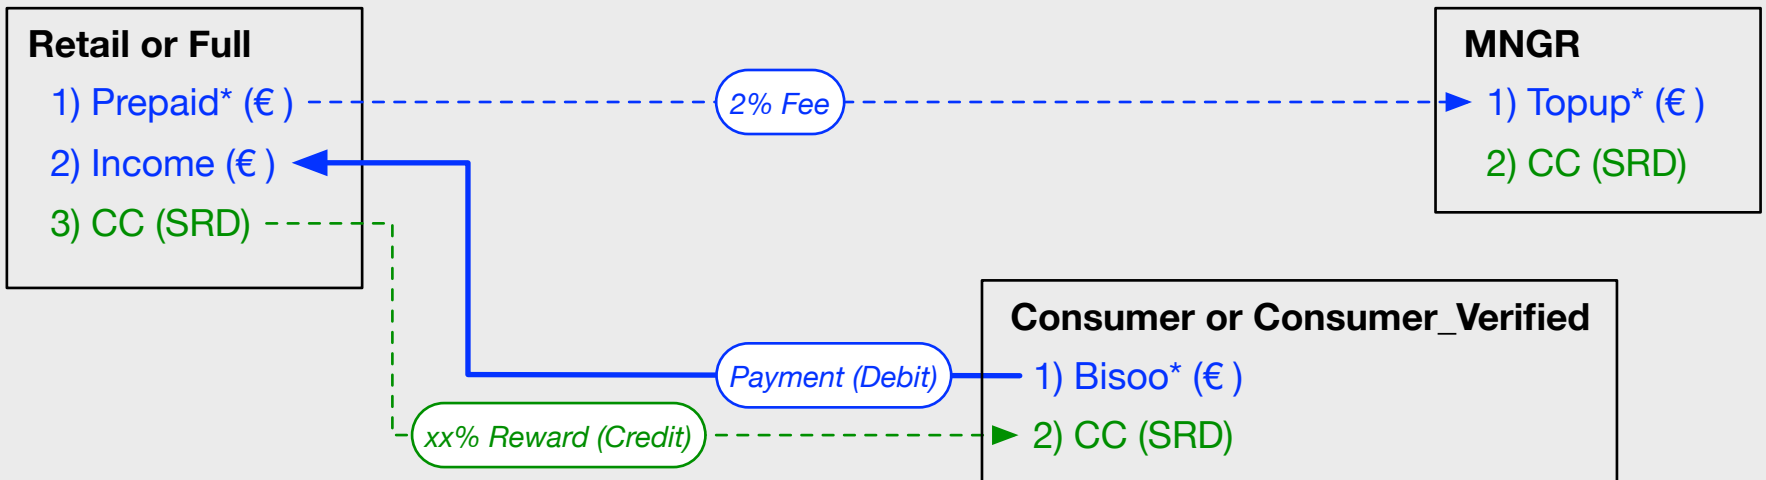 Retail or Full
1) Prepaid* (€ )
2) Income (€ )
3) CC (SRD)
2% Fee
MNGR
1) Topup* (€ )
2) CC (SRD)
Consumer or Consumer_Verified
Payment (Debit)
1) Bisoo* (€ )
xx% Reward (Credit)
2) CC (SRD)